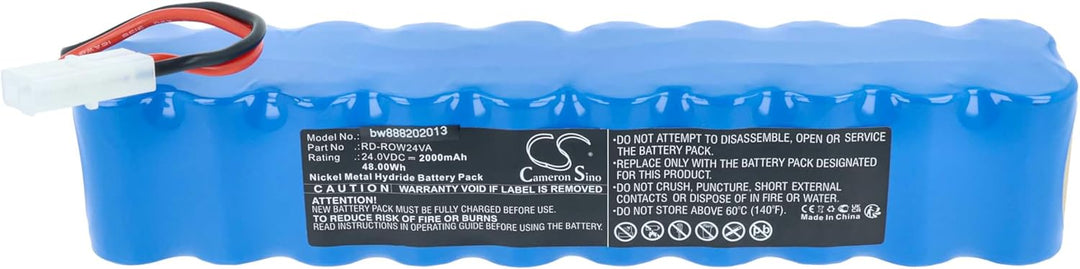 Model No.: bw888202013
Part No.: RD-ROW24VA
Rating : 24.0VDC ⎓ 2000mAh
48.00Wh
Nickel Metal Hydride Battery Pack
CS
Cameron Sino
CAUTION WARRANTY VOID IF LABEL IS REMOVED
ATTENTION!
NEW BATTERY PACK MUST BE FULLY CHARGED BEFORE USE.
TO REDUCE RISK OF FIRE OR BURNS
READ INSTRUCTIONS IN OPERATING GUIDE BEFORE USING BATTERY.
DO NOT ATTEMPT TO DISASSEMBLE, OPEN OR SERVICE
THE BATTERY PACK.
REPLACE WITH BATTERY PACK DESIGNATED FOR THIS PRODUCT.
DO NOT CRUSH, PUNCTURE, SHORT EXTERNAL
CONTACTS OR DISPOSE OF IN FIRE OR WATER.
DO NOT STORE ABOVE 60°C (140°F).
CE
Made In China
Pb